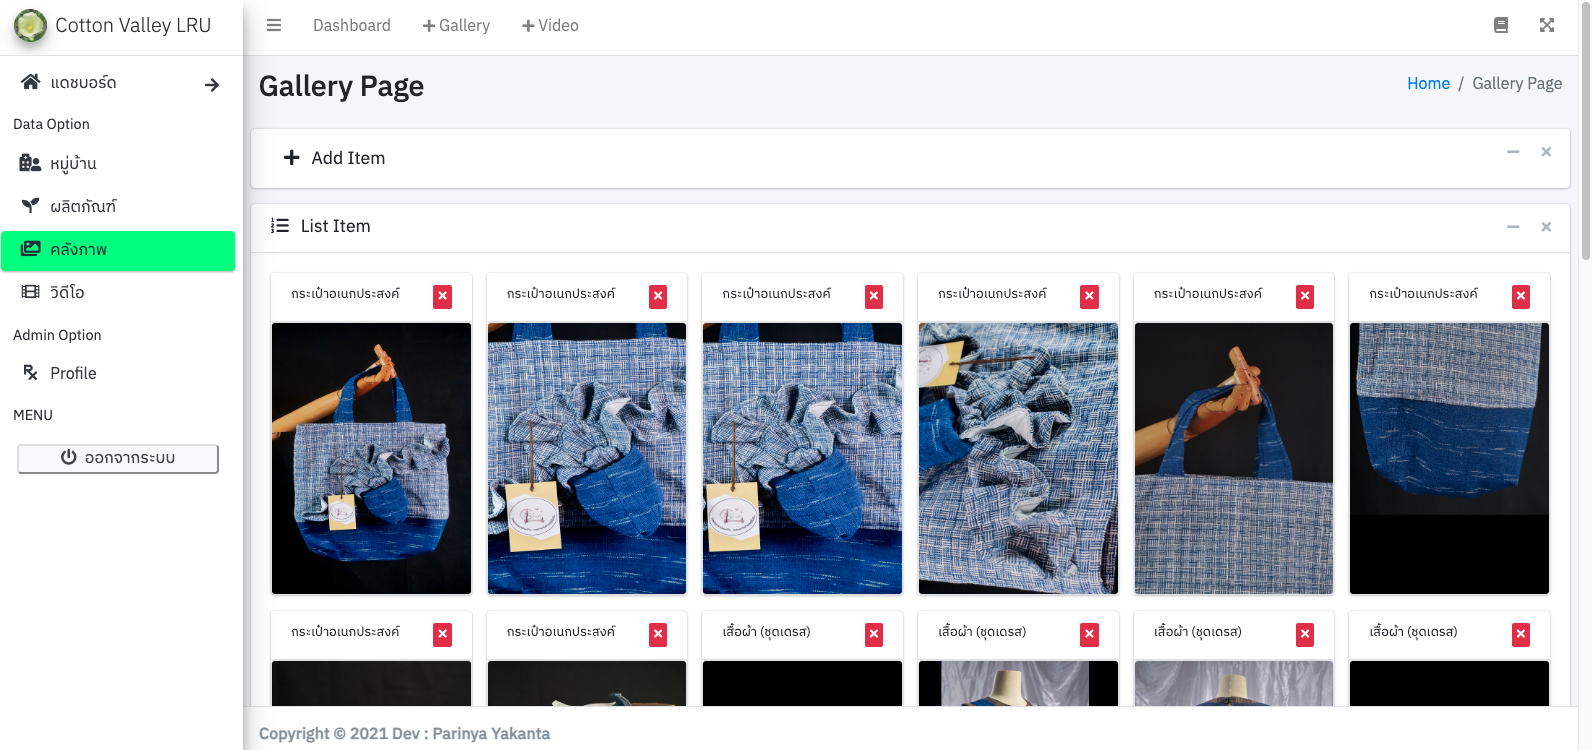 Cotton Valley LRU
Dashboard
Gallery
Video
แดชบอร์ด
Data Option
หมู่บ้าน
ผลิตภัณฑ์
คลังภาพ
วิดีโอ
Admin Option
Profile
MENU
ออกจากระบบ
Gallery Page
Home / Gallery Page
Add Item
List Item
กระเป๋าอเนกประสงค์
กระเป๋าอเนกประสงค์
กระเป๋าอเนกประสงค์
กระเป๋าอเนกประสงค์
กระเป๋าอเนกประสงค์
กระเป๋าอเนกประสงค์
กระเป๋าอเนกประสงค์
กระเป๋าอเนกประสงค์
เสื้อผ้า (ชุดเดรส)
เสื้อผ้า (ชุดเดรส)
เสื้อผ้า (ชุดเดรส)
เสื้อผ้า (ชุดเดรส)
Copyright © 2021 Dev : Parinya Yakanta